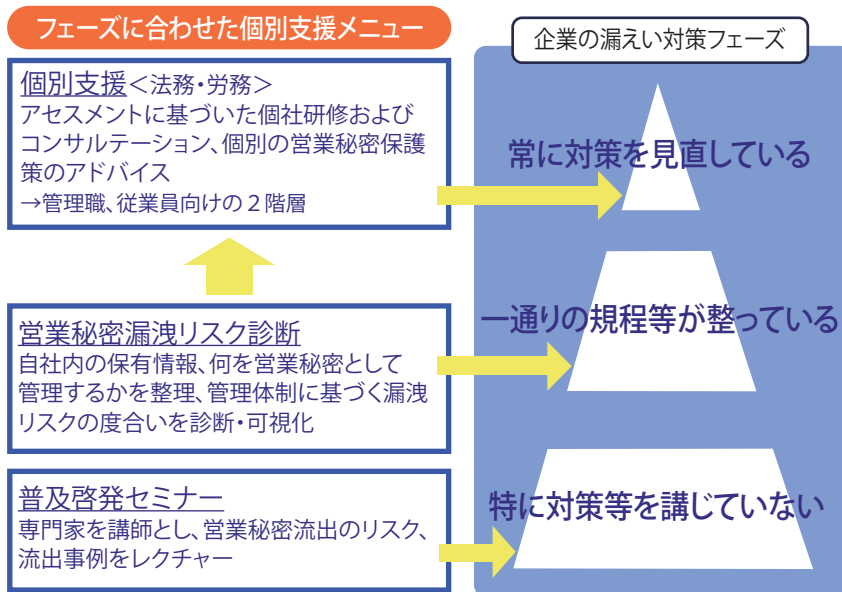 フェーズに合わせた個別支援メニュー
個別支援＜法務・労務＞
アセスメントに基づいた個社研修および
コンサルテーション、個別の営業秘密保護
策のアドバイス
→管理職、従業員向けの２階層
営業秘密漏洩リスク診断
自社内の保有情報、何を営業秘密として
管理するかを整理、管理体制に基づく漏洩
リスクの度合いを診断・可視化
普及啓発セミナー
専門家を講師とし、営業秘密流出のリスク、
流出事例をレクチャー
企業の漏えい対策フェーズ
常に対策を見直している
一通りの規程等が整っている
特に対策等を講じていない